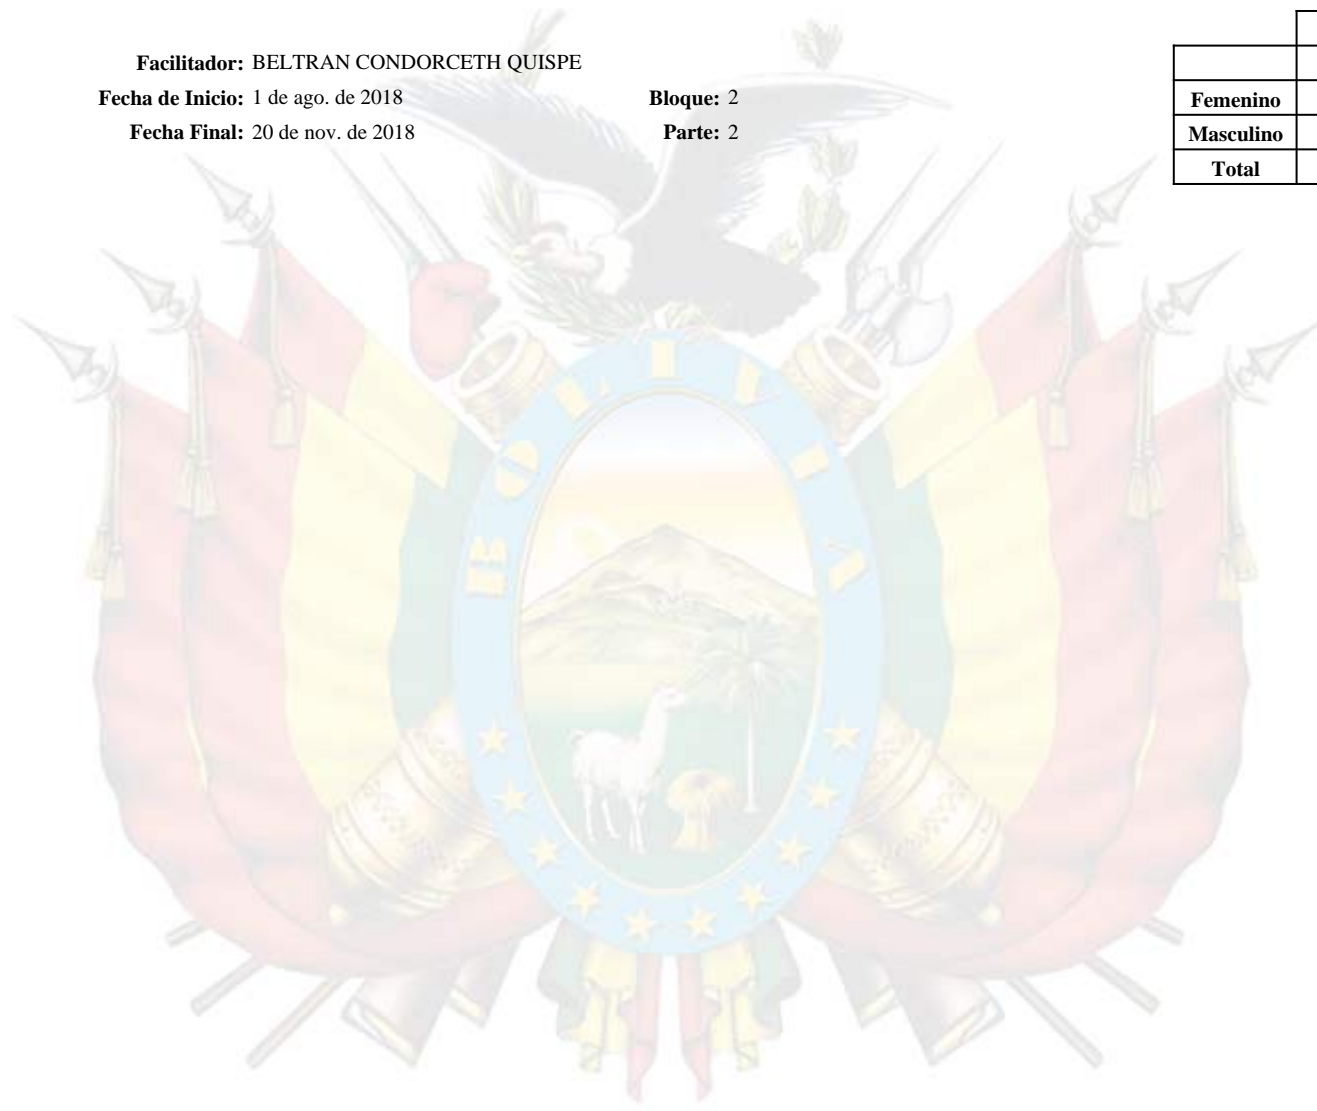 Facilitador: BELTRAN CONDORCETH QUISPE
Fecha de Inicio: 1 de ago. de 2018 Bloque: 2
Fecha Final: 20 de nov. de 2018 Parte: 2
Femenino
Masculino
Total
BOLIVIA